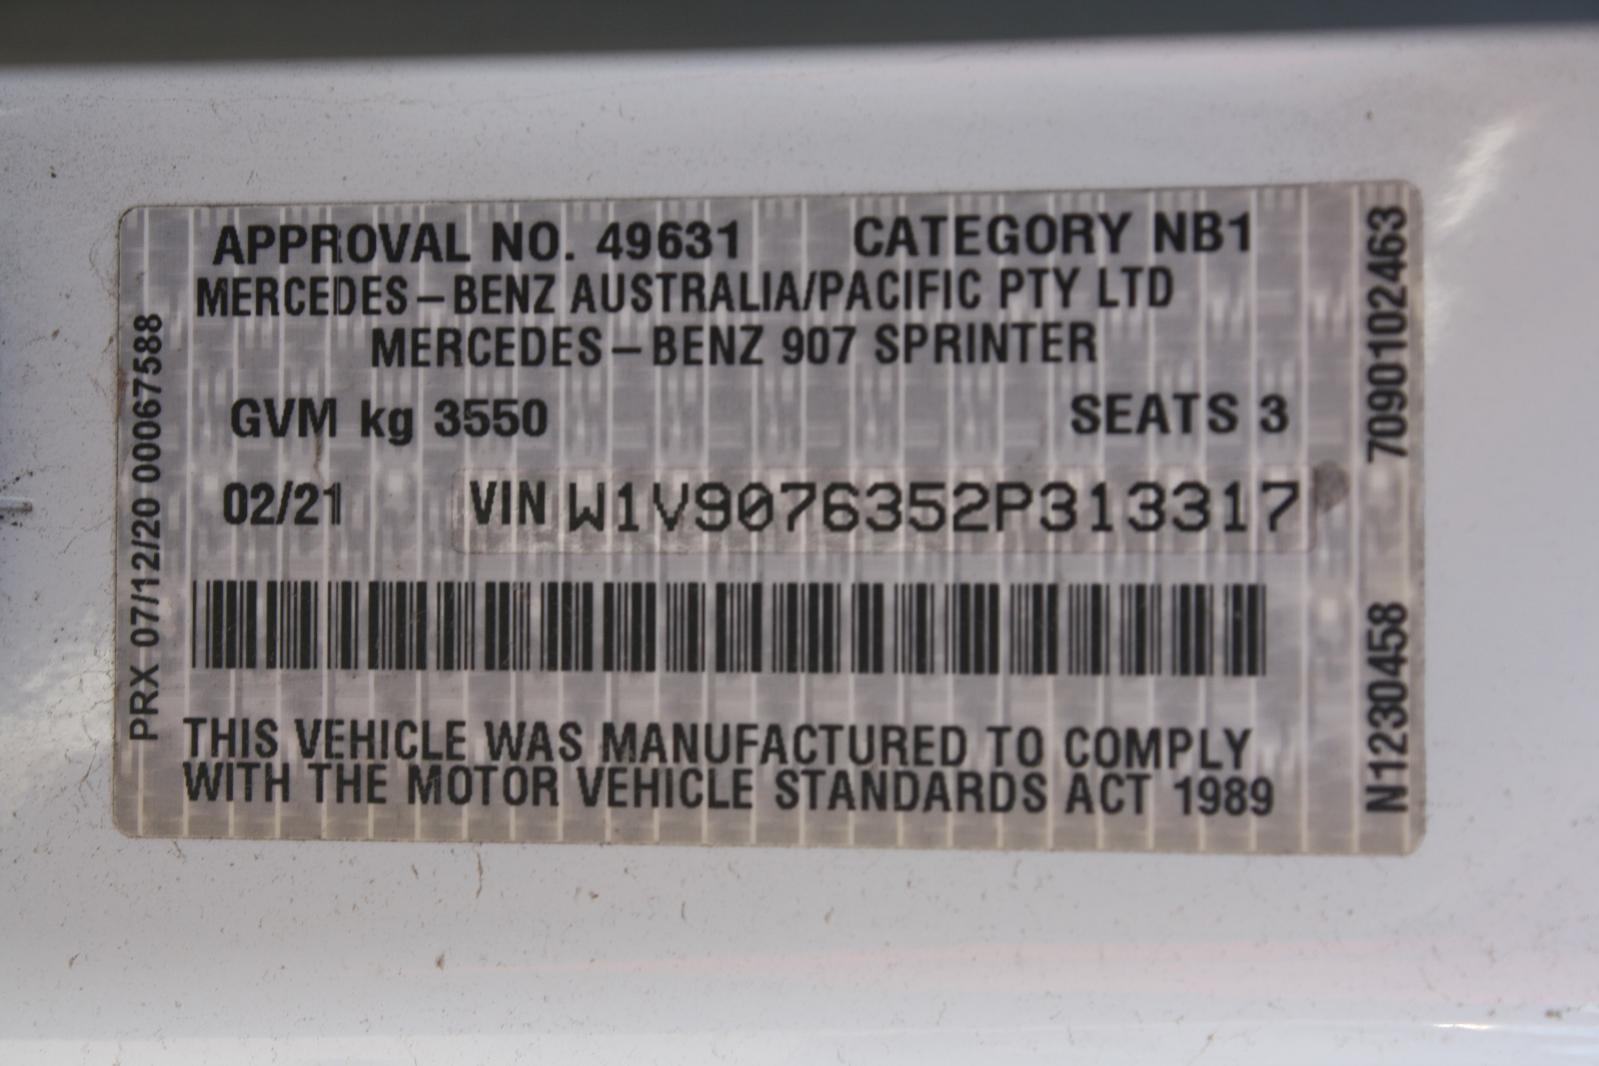 APPROVAL NO. 49631 CATEGORY NB1
MERCEDES-BENZ AUSTRALIA/PACIFIC PTY LTD
MERCEDES-BENZ 907 SPRINTER
GVM kg 3550 SEATS 3
02/21 VIN W1V9076352P313317
THIS VEHICLE WAS MANUFACTURED TO COMPLY
WITH THE MOTOR VEHICLE STANDARDS ACT 1989
PRX 07/12/20 00067588
N1230458 70901102463